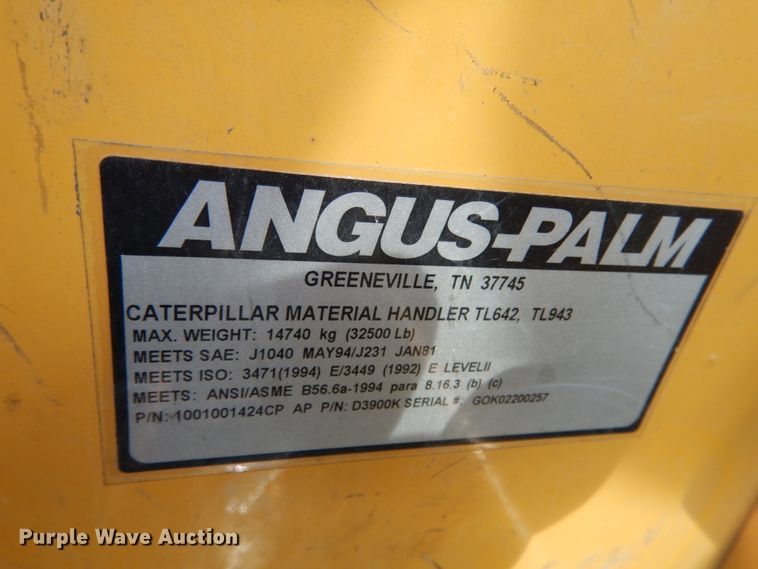 ANGUS-PALM
GREENEVILLE, TN 37745
CATERPILLAR MATERIAL HANDLER TL642, TL943
MAX. WEIGHT: 14740 kg (32500 Lb)
MEETS SAE: J1040 MAY94/J231 JAN81
MEETS ISO: 3471(1994) E/3449 (1992) E LEVELII
MEETS: ANSI/ASME B56.6a-1994 para 8.16.3 (b) (c)
P/N: 1001001424CP AP P/N: D3900K SERIAL #: GOK02200257
Purple Wave Auction